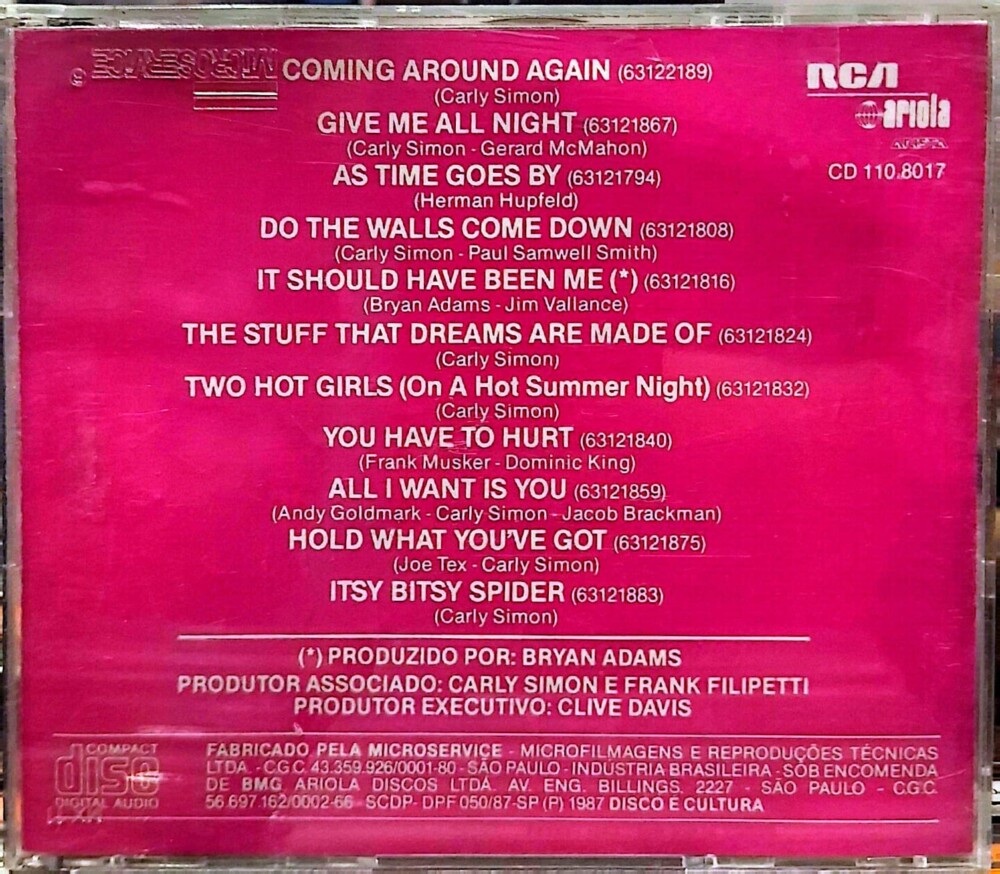 MICROSERVICE
COMING AROUND AGAIN (63122189)
(Carly Simon)
GIVE ME ALL NIGHT (63121867)
(Carly Simon - Gerard McMahon)
AS TIME GOES BY (63121794)
(Herman Hupfeld)
DO THE WALLS COME DOWN (63121808)
(Carly Simon - Paul Samwell Smith)
IT SHOULD HAVE BEEN ME (*) (63121816)
(Bryan Adams - Jim Vallance)
THE STUFF THAT DREAMS ARE MADE OF (63121824)
(Carly Simon)
TWO HOT GIRLS (On A Hot Summer Night) (63121832)
(Carly Simon)
YOU HAVE TO HURT (63121840)
(Frank Musker - Dominic King)
ALL I WANT IS YOU (63121859)
(Andy Goldmark - Carly Simon - Jacob Brackman)
HOLD WHAT YOU'VE GOT (63121875)
(Joe Tex - Carly Simon)
ITSY BITSY SPIDER (63121883)
(Carly Simon)
RCA
ariola
ARISTA
CD 110.8017
(*) PRODUZIDO POR: BRYAN ADAMS
PRODUTOR ASSOCIADO: CARLY SIMON E FRANK FILIPETTI
PRODUTOR EXECUTIVO: CLIVE DAVIS
COMPACT
disc
DIGITAL AUDIO
FABRICADO PELA MICROSERVICE - MICROFILMAGENS E REPRODUÇÕES TÉCNICAS
LTDA - C.G.C. 43.359.926/0001-80 - SÃO PAULO - INDÚSTRIA BRASILEIRA - SOB ENCOMENDA
DE BMG ARIOLA DISCOS LTDA. AV. ENG. BILLINGS, 2227 - SÃO PAULO - C.G.C.
56.697.162/0002-66 - SCDP- DPF 050/87-SP (P) 1987 DISCO É CULTURA